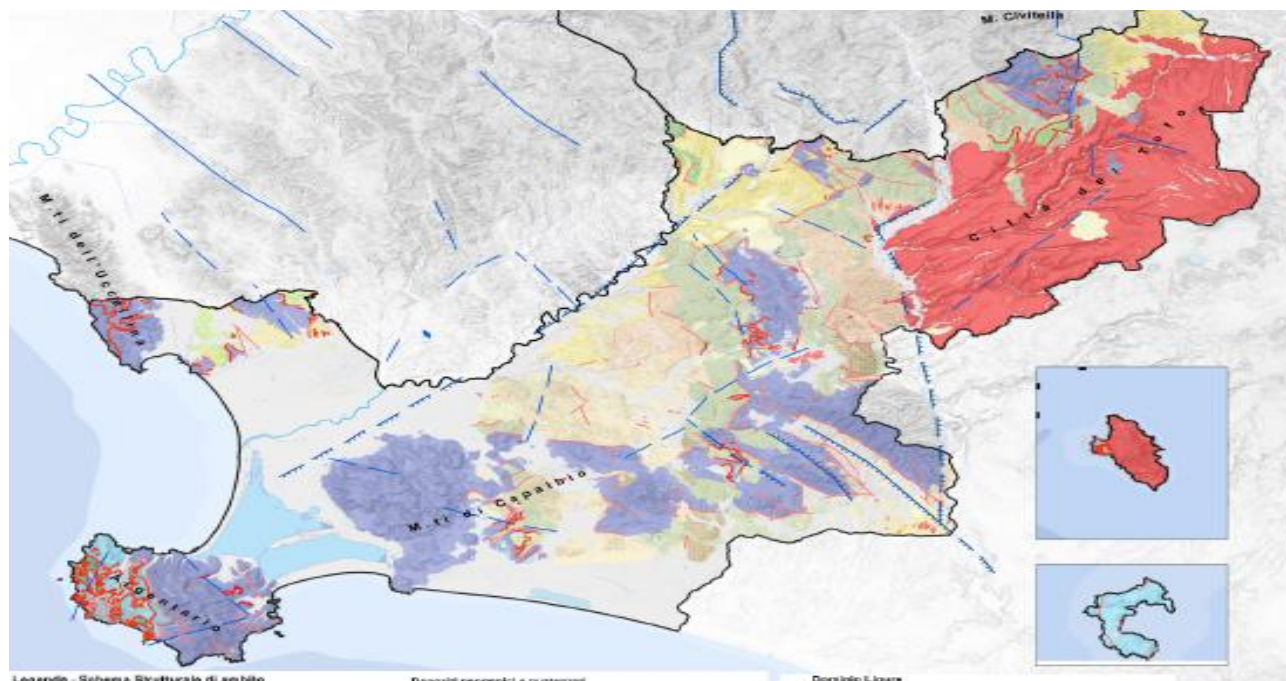 M. Civitella
M.ti dell'Uccellina
Città del Tufo
M.ti di Capalbio
Argentario
Legenda - Schema Strutturale di ambito
Depositi neogenici e quaternari
Dominio Ligure